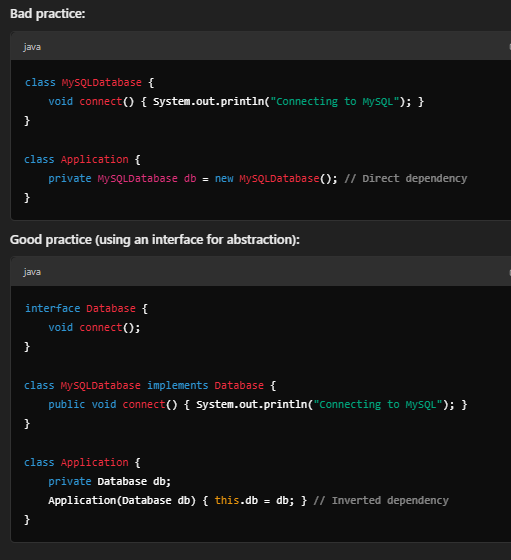 Bad practice:
java
class MySQLDatabase {
    void connect() { System.out.println("Connecting to MySQL"); }
}
class Application {
    private MySQLDatabase db = new MySQLDatabase(); // Direct dependency
}
Good practice (using an interface for abstraction):
java
interface Database {
    void connect();
}
class MySQLDatabase implements Database {
    public void connect() { System.out.println("Connecting to MySQL"); }
}
class Application {
    private Database db;
    Application(Database db) { this.db = db; } // Inverted dependency
}